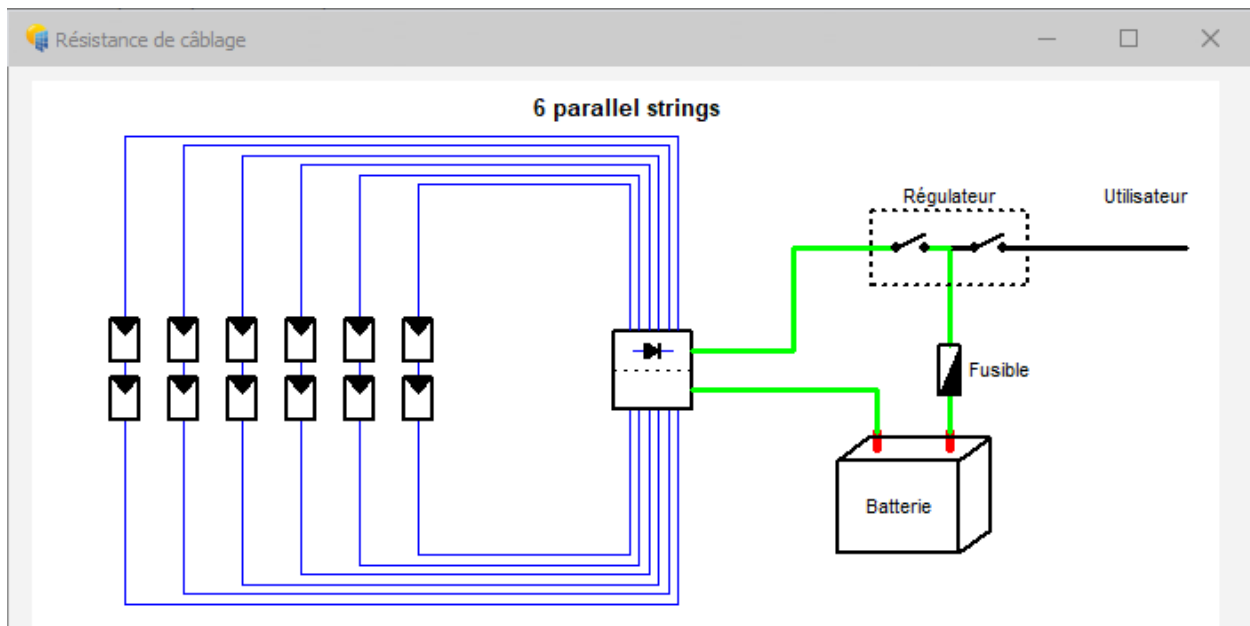 Résistance de câblage
6 parallel strings
Régulateur
Utilisateur
Fusible
Batterie